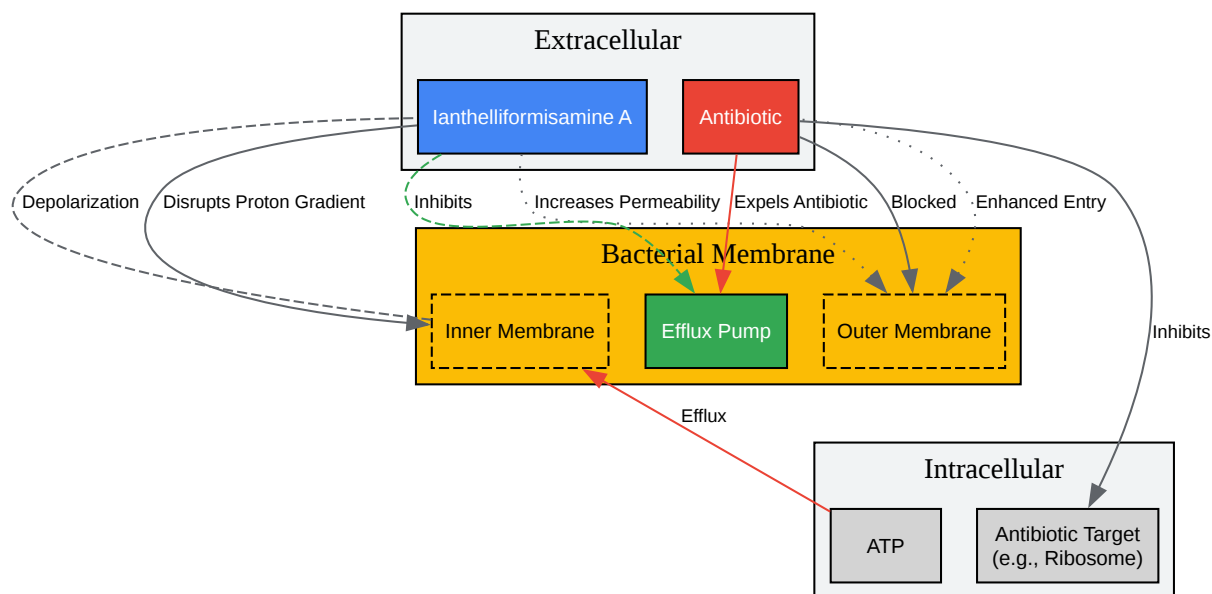 Extracellular
Ianthelliformisamine A
Antibiotic
Depolarization
Disrupts Proton Gradient
Inhibits
Increases Permeability
Expels Antibiotic
Blocked
Enhanced Entry
Bacterial Membrane
Inner Membrane
Efflux Pump
Outer Membrane
Inhibits
Efflux
Intracellular
ATP
Antibiotic Target
(e.g., Ribosome)